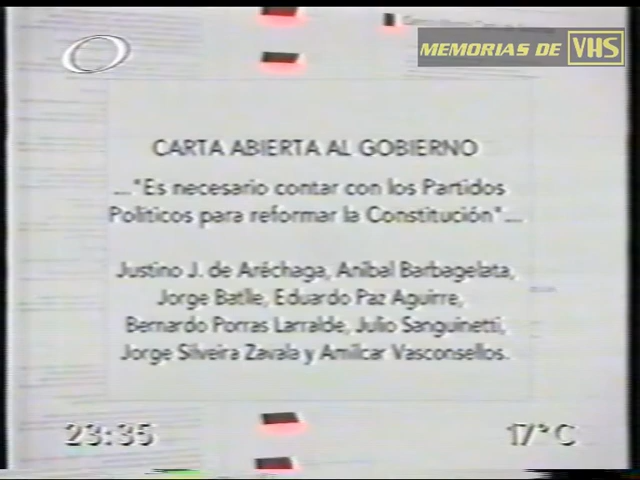 MEMORIAS DE VHS
CARTA ABIERTA AL GOBIERNO
..."Es necesario contar con los Partidos
Políticos para reformar la Constitución"...
Justino J. de Aréchaga, Aníbal Barbagelata,
Jorge Batlle, Eduardo Paz Aguirre,
Bernardo Porras Larralde, Julio Sanguinetti,
Jorge Silveira Zavala y Amílcar Vasconsellos.
23:35
17°C